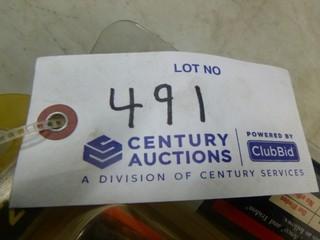 LOT NO
491
CENTURY AUCTIONS
POWERED BY
ClubBid
A DIVISION OF CENTURY SERVICES